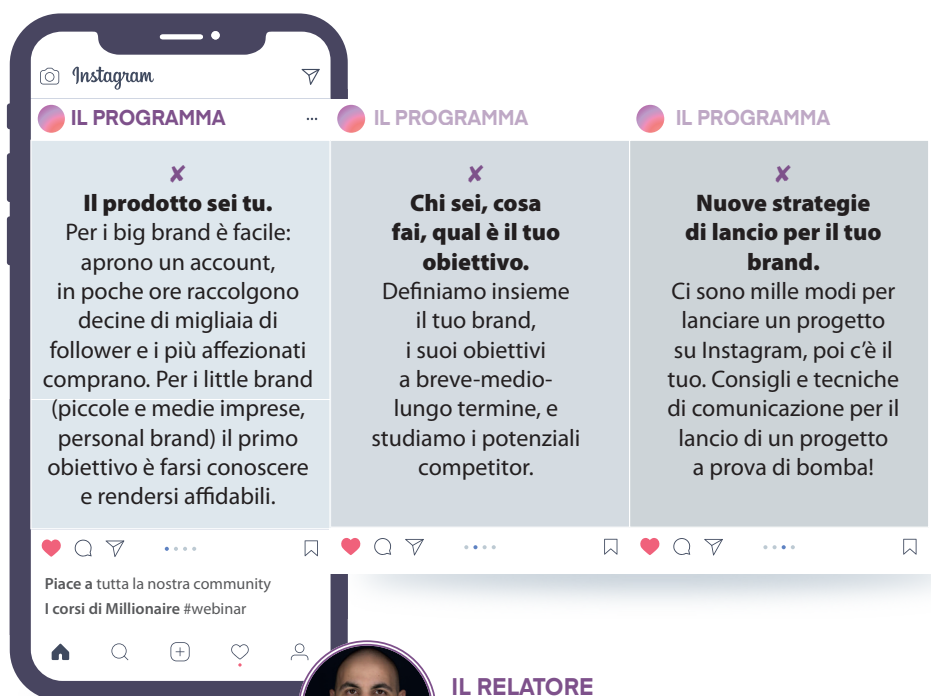 Instagram
IL PROGRAMMA
✘
Il prodotto sei tu.
Per i big brand è facile:
aprono un account,
in poche ore raccolgono
decine di migliaia di
follower e i più affezionati
comprano. Per i little brand
(piccole e medie imprese,
personal brand) il primo
obiettivo è farsi conoscere
e rendersi affidabili.
Piace a tutta la nostra community
I corsi di Millionaire #webinar
IL PROGRAMMA
✘
Chi sei, cosa
fai, qual è il tuo
obiettivo.
Definiamo insieme
il tuo brand,
i suoi obiettivi
a breve-medio-
lungo termine, e
studiamo i potenziali
competitor.
IL PROGRAMMA
✘
Nuove strategie
di lancio per il tuo
brand.
Ci sono mille modi per
lanciare un progetto
su Instagram, poi c’è il
tuo. Consigli e tecniche
di comunicazione per il
lancio di un progetto
a prova di bomba!
IL RELATORE